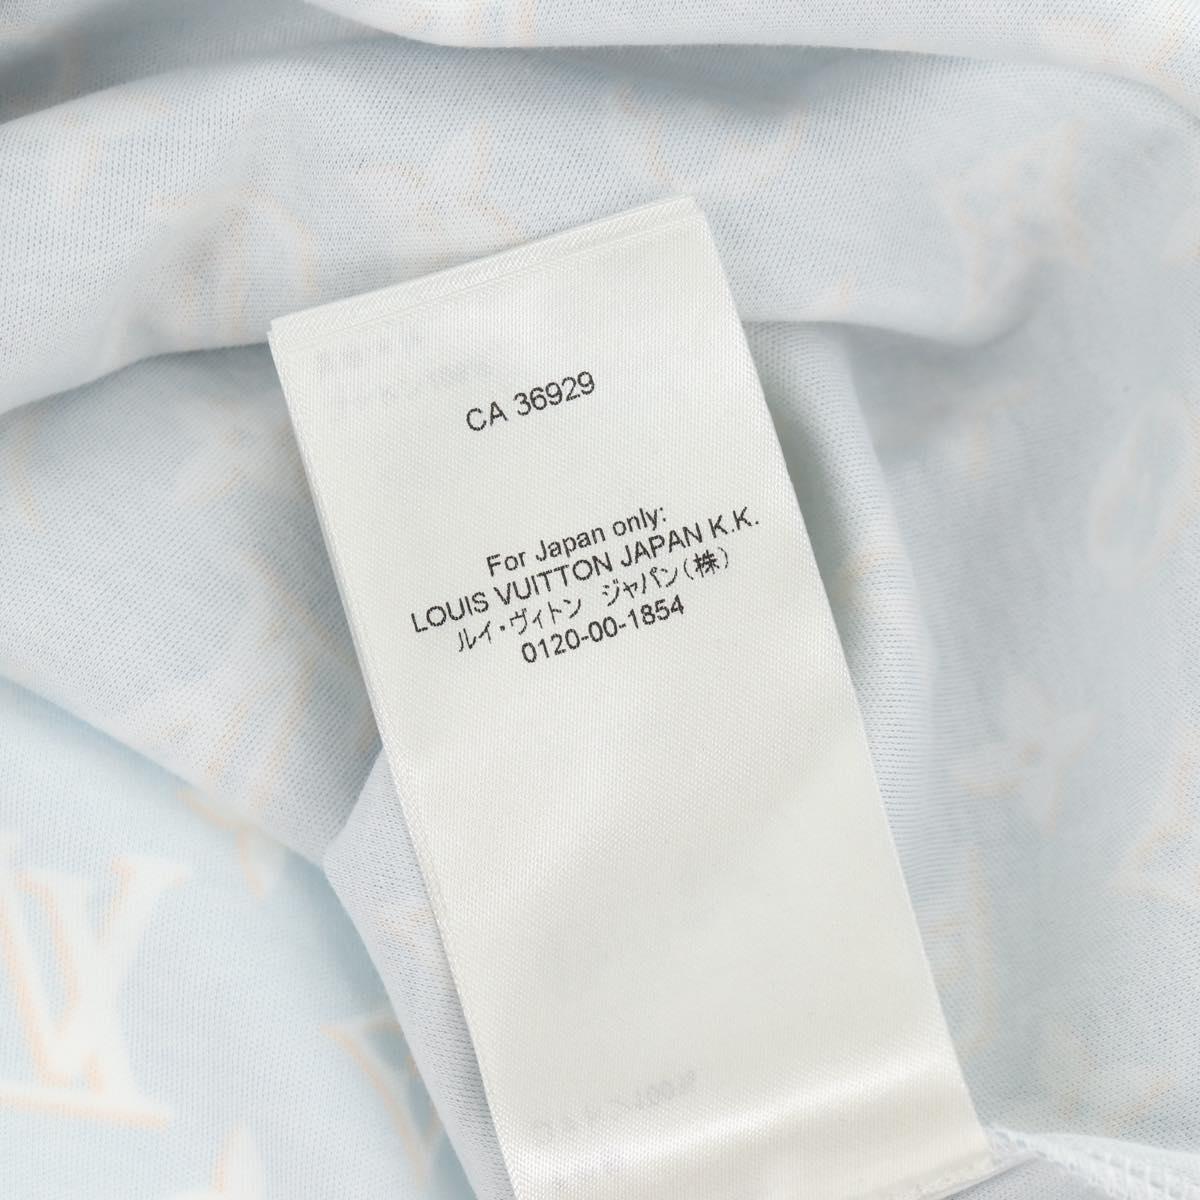 CA 36929
For Japan only:
LOUIS VUITTON JAPAN K.K.
ルイ・ヴィトン ジャパン(株)
0120-00-1854